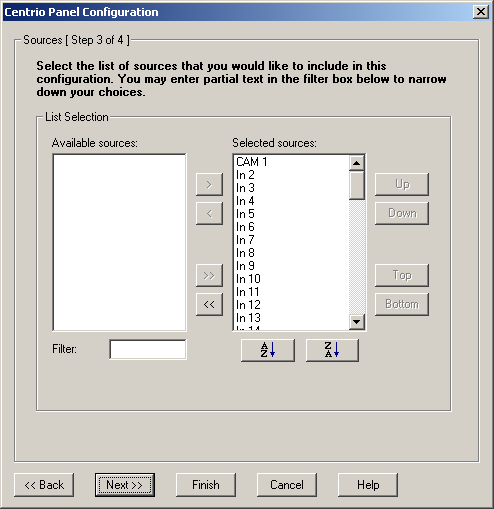 Centrio Panel Configuration
Sources [ Step 3 of 4 ]
Select the list of sources that you would like to include in this
configuration. You may enter partial text in the filter box below to narrow
down your choices.
List Selection
Available sources:
Selected sources:
CAM 1
In 2
In 3
In 4
In 5
In 6
In 7
In 8
In 9
In 10
In 11
In 12
In 13
In 14
>
<
>>
<<
Up
Down
Top
Bottom
Filter:
A Z
Z A
<< Back
Next >>
Finish
Cancel
Help